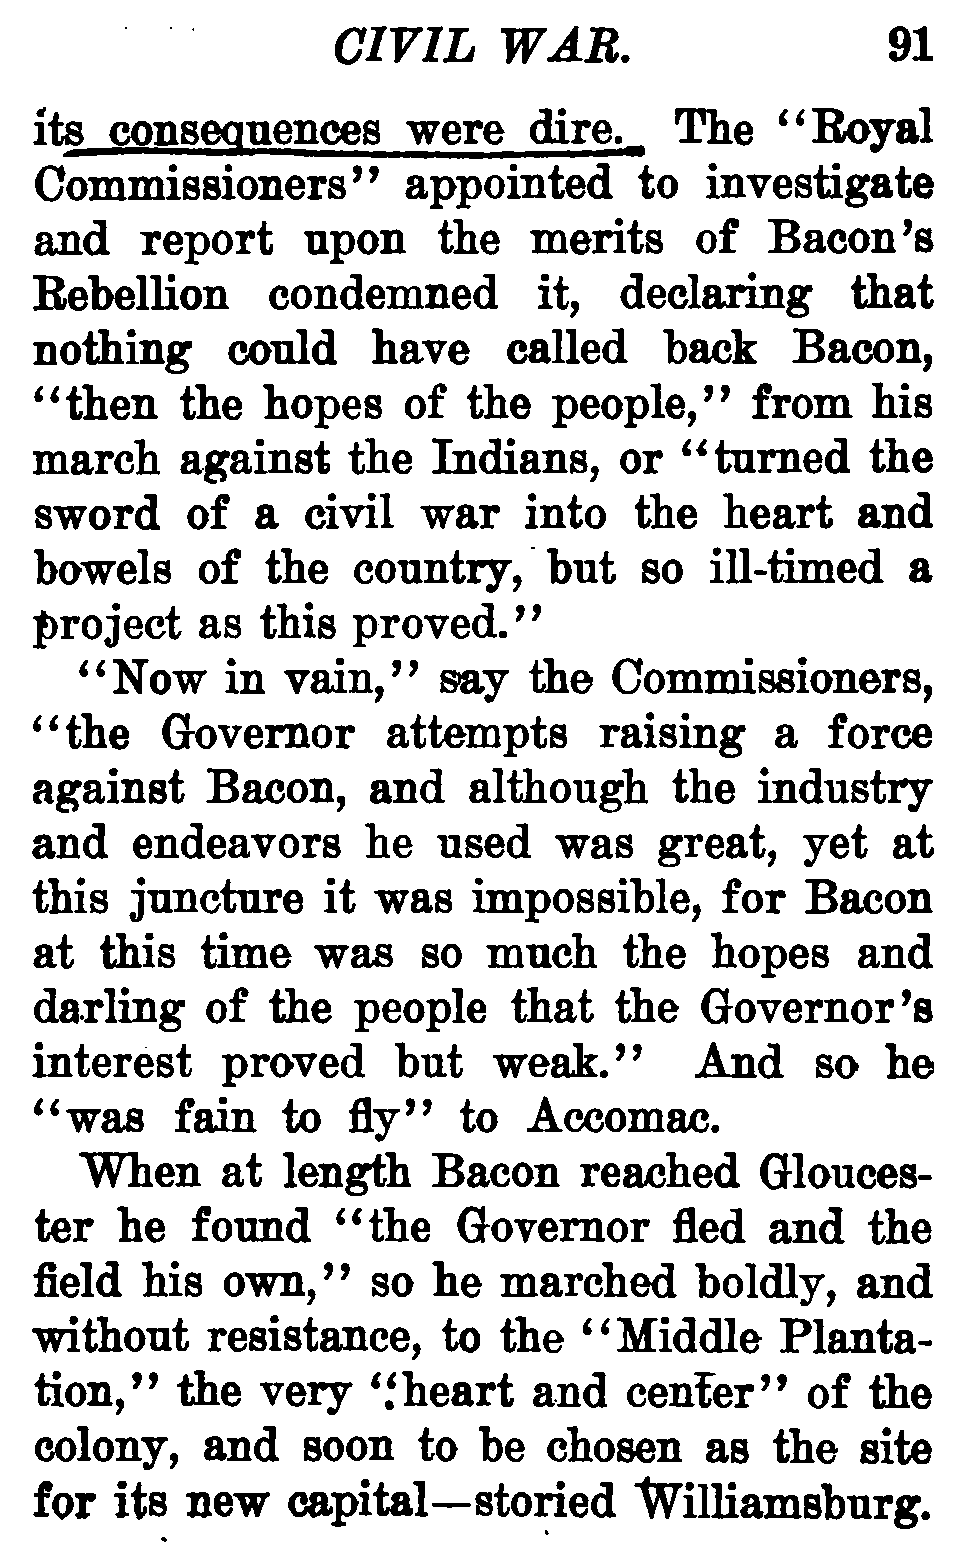 CIVIL WAR. 91
its consequences were dire. The "Royal
Commissioners" appointed to investigate
and report upon the merits of Bacon's
Rebellion condemned it, declaring that
nothing could have called back Bacon,
"then the hopes of the people," from his
march against the Indians, or "turned the
sword of a civil war into the heart and
bowels of the country, but so ill-timed a
project as this proved."
"Now in vain," say the Commissioners,
"the Governor attempts raising a force
against Bacon, and although the industry
and endeavors he used was great, yet at
this juncture it was impossible, for Bacon
at this time was so much the hopes and
darling of the people that the Governor's
interest proved but weak." And so he
"was fain to fly" to Accomac.
When at length Bacon reached Glouces-
ter he found "the Governor fled and the
field his own," so he marched boldly, and
without resistance, to the "Middle Planta-
tion," the very "heart and center" of the
colony, and soon to be chosen as the site
for its new capital—storied Williamsburg.